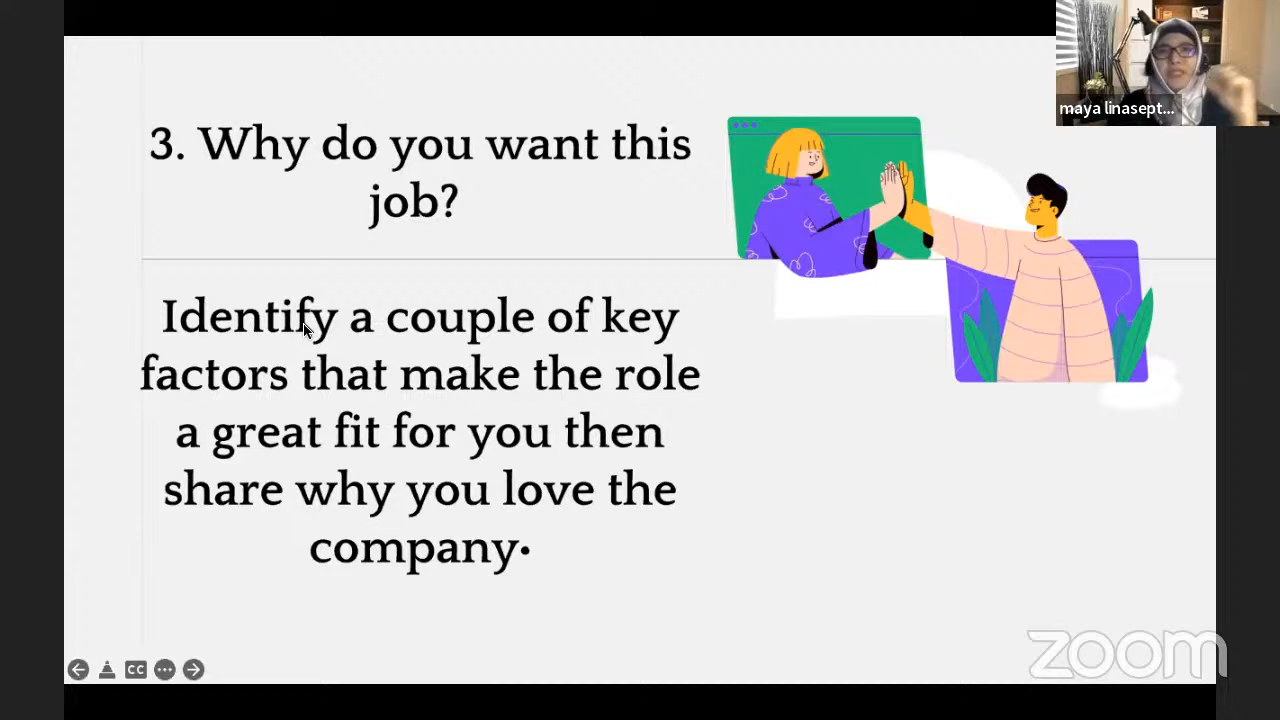 maya linasept...
3. Why do you want this
job?
Identify a couple of key
factors that make the role
a great fit for you then
share why you love the
company•
CC
zoom